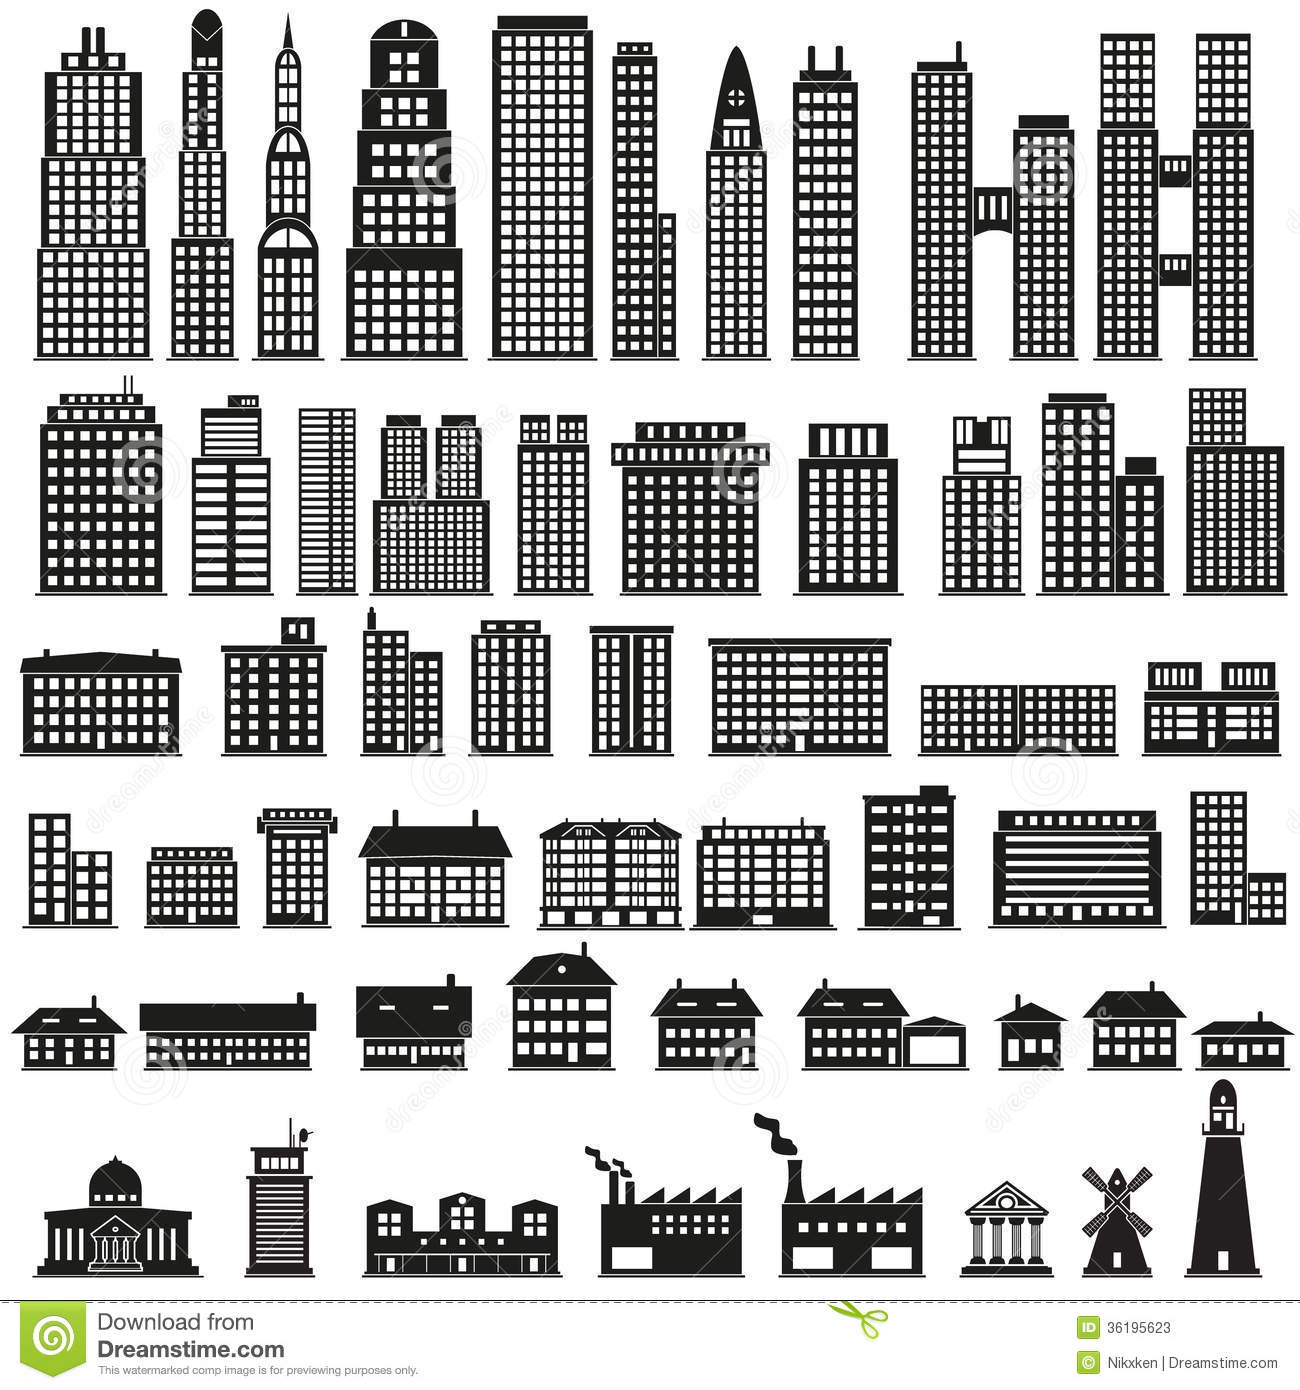 Download from
Dreamstime.com
This watermarked comp image is for previewing purposes only.
ID 36195623
© Nikxken | Dreamstime.com